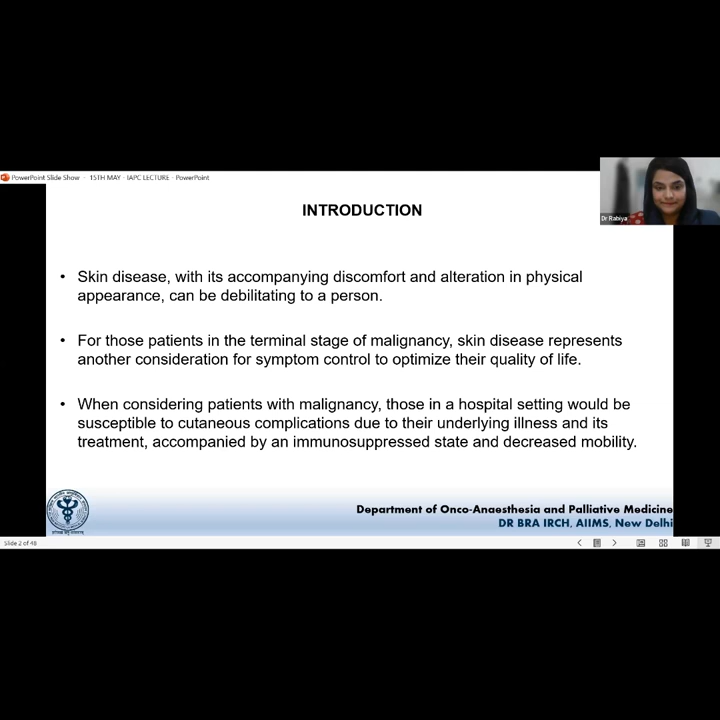 PowerPoint Slide Show - 15TH MAY - IAPC LECTURE - PowerPoint
Dr Rabiya
INTRODUCTION
• Skin disease, with its accompanying discomfort and alteration in physical
appearance, can be debilitating to a person.
• For those patients in the terminal stage of malignancy, skin disease represents
another consideration for symptom control to optimize their quality of life.
• When considering patients with malignancy, those in a hospital setting would be
susceptible to cutaneous complications due to their underlying illness and its
treatment, accompanied by an immunosuppressed state and decreased mobility.
Department of Onco-Anaesthesia and Palliative Medicine
DR BRA IRCH, AIIMS, New Delhi
Slide 2 of 48